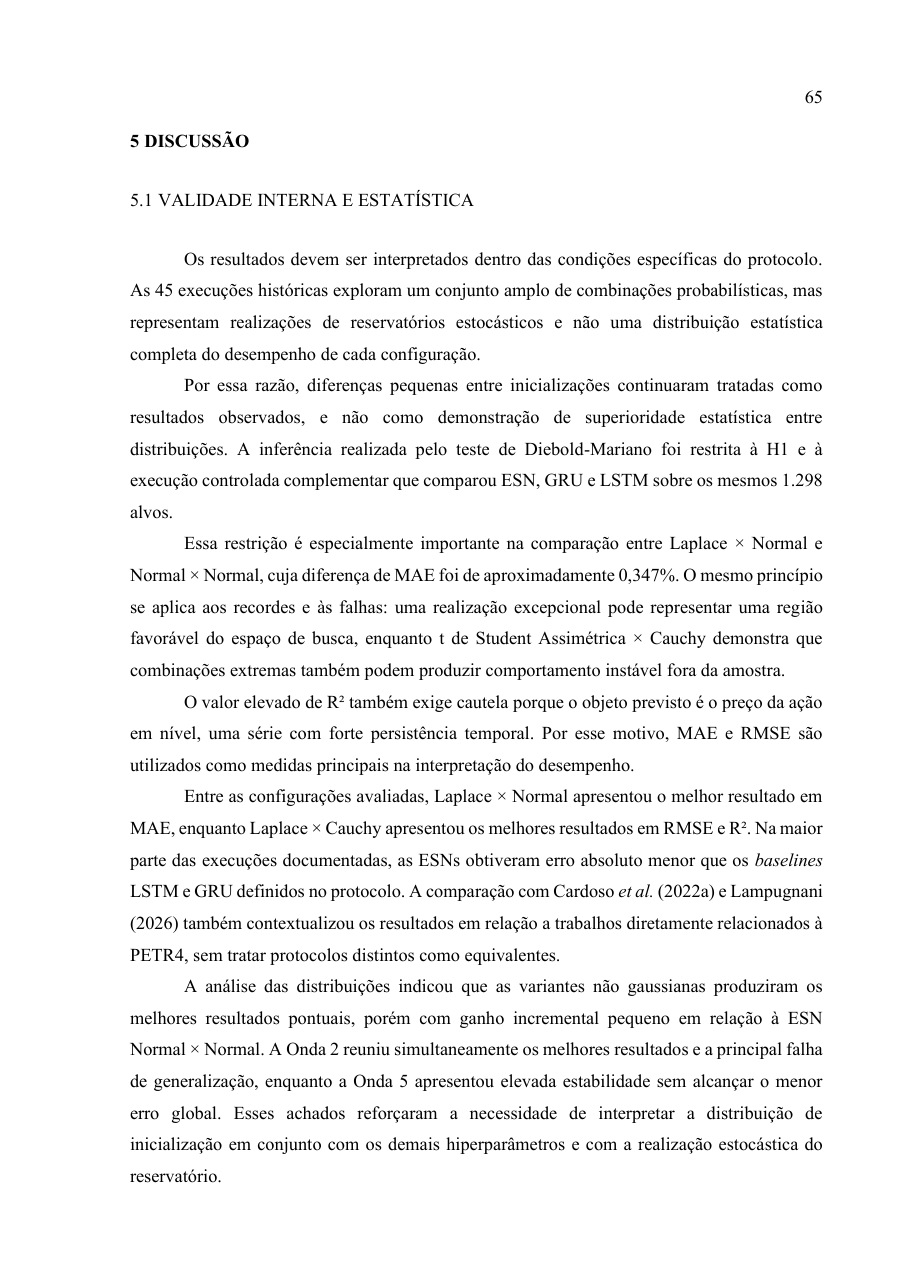 65
5 DISCUSSÃO
5.1 VALIDADE INTERNA E ESTATÍSTICA
Os resultados devem ser interpretados dentro das condições específicas do protocolo.
As 45 execuções históricas exploram um conjunto amplo de combinações probabilísticas, mas
representam realizações de reservatórios estocásticos e não uma distribuição estatística
completa do desempenho de cada configuração.
Por essa razão, diferenças pequenas entre inicializações continuaram tratadas como
resultados observados, e não como demonstração de superioridade estatística entre
distribuições. A inferência realizada pelo teste de Diebold-Mariano foi restrita à H1 e à
execução controlada complementar que comparou ESN, GRU e LSTM sobre os mesmos 1.298
alvos.
Essa restrição é especialmente importante na comparação entre Laplace × Normal e
Normal × Normal, cuja diferença de MAE foi de aproximadamente 0,347%. O mesmo princípio
se aplica aos recordes e às falhas: uma realização excepcional pode representar uma região
favorável do espaço de busca, enquanto t de Student Assimétrica × Cauchy demonstra que
combinações extremas também podem produzir comportamento instável fora da amostra.
O valor elevado de R² também exige cautela porque o objeto previsto é o preço da ação
em nível, uma série com forte persistência temporal. Por esse motivo, MAE e RMSE são
utilizados como medidas principais na interpretação do desempenho.
Entre as configurações avaliadas, Laplace × Normal apresentou o melhor resultado em
MAE, enquanto Laplace × Cauchy apresentou os melhores resultados em RMSE e R². Na maior
parte das execuções documentadas, as ESNs obtiveram erro absoluto menor que os baselines
LSTM e GRU definidos no protocolo. A comparação com Cardoso et al. (2022a) e Lampugnani
(2026) também contextualizou os resultados em relação a trabalhos diretamente relacionados à
PETR4, sem tratar protocolos distintos como equivalentes.
A análise das distribuições indicou que as variantes não gaussianas produziram os
melhores resultados pontuais, porém com ganho incremental pequeno em relação à ESN
Normal × Normal. A Onda 2 reuniu simultaneamente os melhores resultados e a principal falha
de generalização, enquanto a Onda 5 apresentou elevada estabilidade sem alcançar o menor
erro global. Esses achados reforçaram a necessidade de interpretar a distribuição de
inicialização em conjunto com os demais hiperparâmetros e com a realização estocástica do
reservatório.